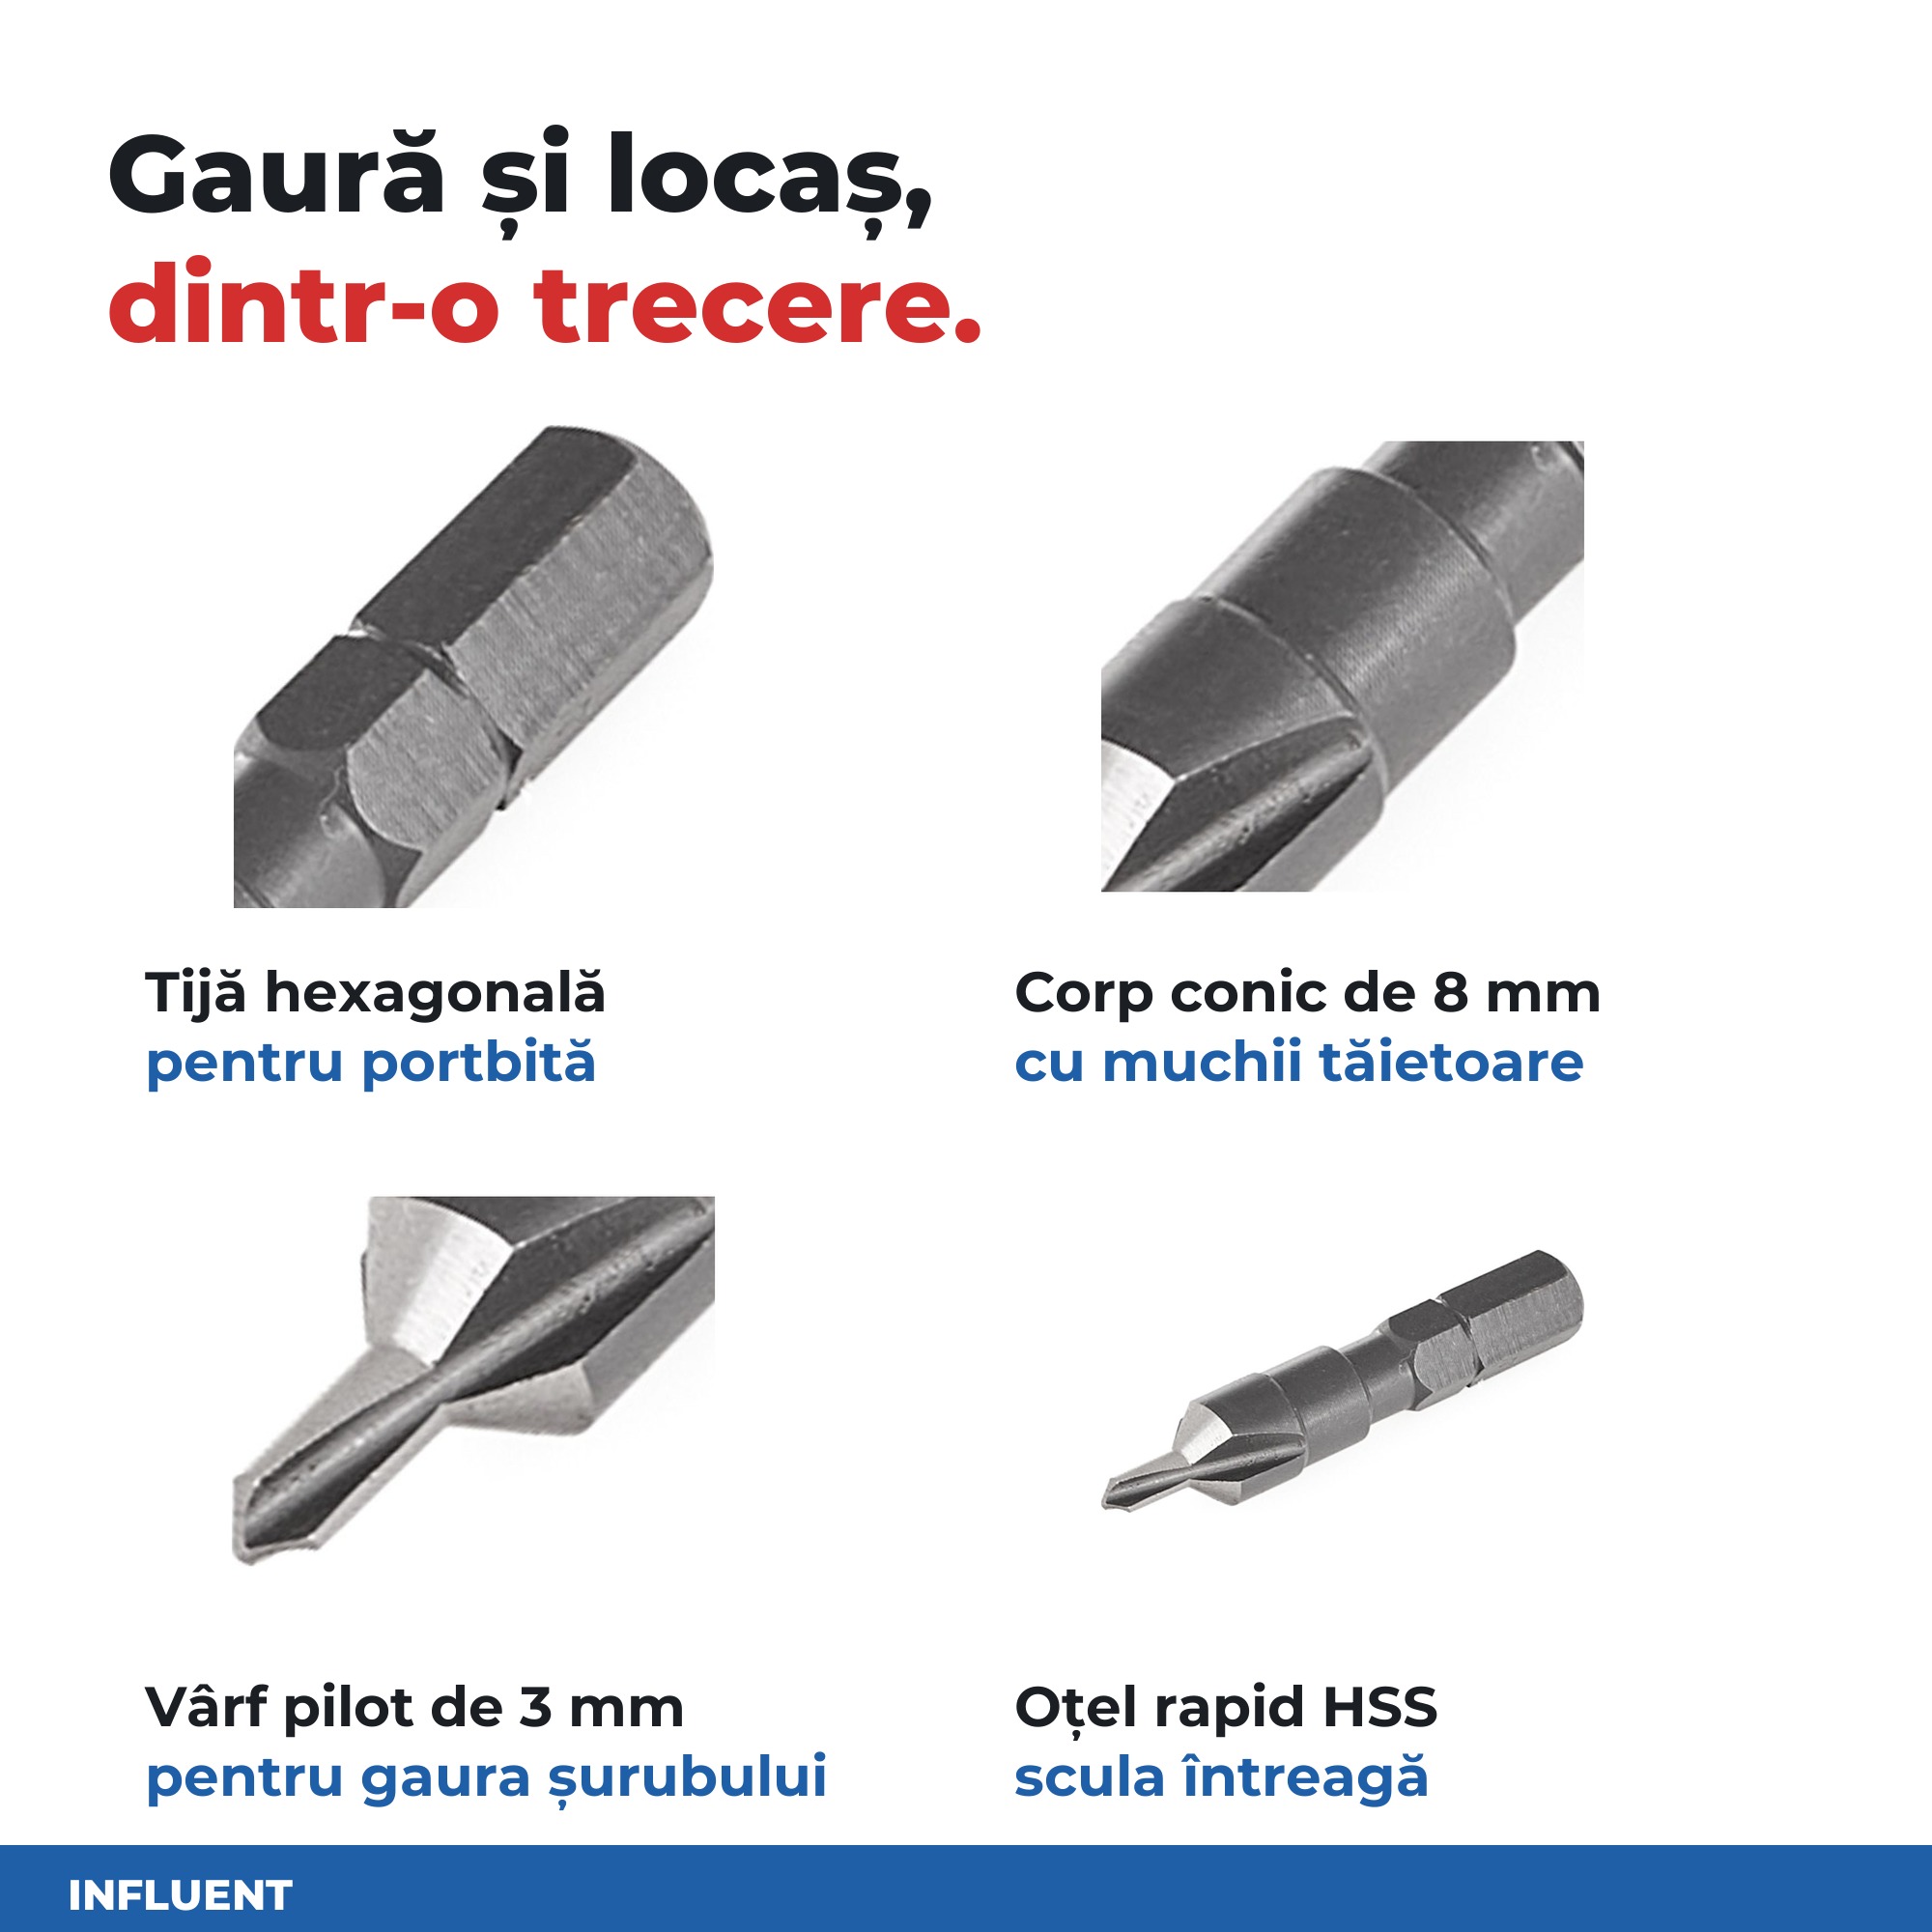 Gaură și locaș,
dintr-o trecere.
Tijă hexagonală
pentru portbită
Corp conic de 8 mm
cu muchii tăietoare
Vârf pilot de 3 mm
pentru gaura șurubului
Oțel rapid HSS
scula întreagă
INFLUENT